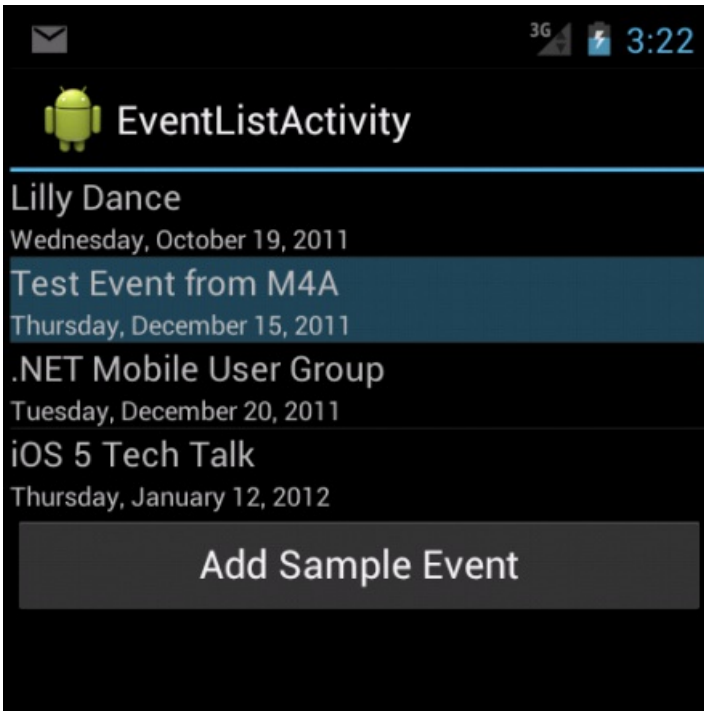 3G 3:22
EventListActivity
Lilly Dance
Wednesday, October 19, 2011
Test Event from M4A
Thursday, December 15, 2011
.NET Mobile User Group
Tuesday, December 20, 2011
iOS 5 Tech Talk
Thursday, January 12, 2012
Add Sample Event